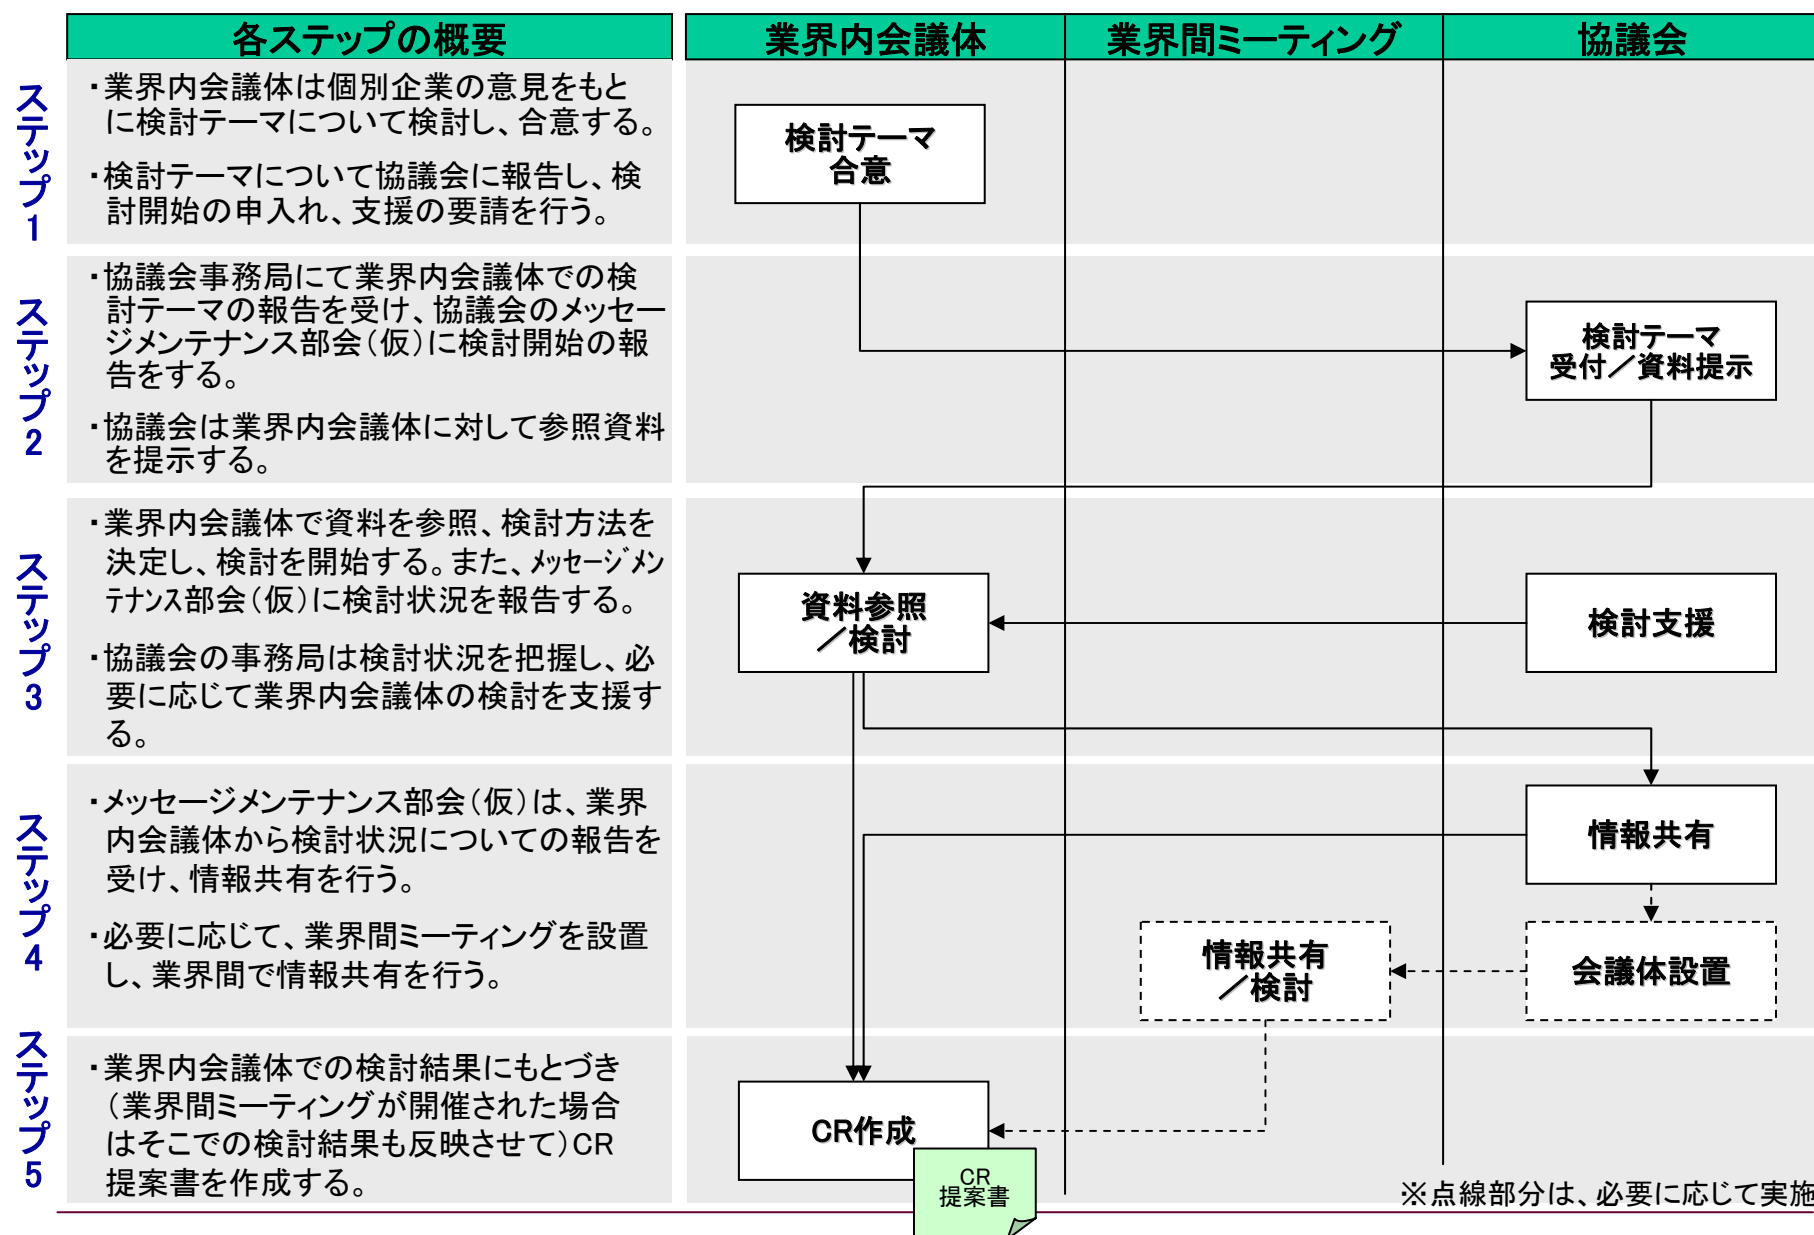 各ステップの概要
業界内会議体
業界間ミーティング
協議会
ステップ1
・業界内会議体は個別企業の意見をもと
に検討テーマについて検討し、合意する。
・検討テーマについて協議会に報告し、検
討開始の申入れ、支援の要請を行う。
検討テーマ
合意
ステップ2
・協議会事務局にて業界内会議体での検
討テーマの報告を受け、協議会のメッセー
ジメンテナンス部会(仮)に検討開始の報
告をする。
・協議会は業界内会議体に対して参照資料
を提示する。
検討テーマ
受付／資料提示
ステップ3
・業界内会議体で資料を参照、検討方法を
決定し、検討を開始する。また、ﾒｯｾｰｼﾞﾒﾝ
ﾃﾅﾝｽ部会(仮)に検討状況を報告する。
・協議会の事務局は検討状況を把握し、必
要に応じて業界内会議体の検討を支援す
る。
資料参照
／検討
検討支援
ステップ4
・メッセージメンテナンス部会(仮)は、業界
内会議体から検討状況についての報告を
受け、情報共有を行う。
・必要に応じて、業界間ミーティングを設置
し、業界間で情報共有を行う。
情報共有
情報共有
／検討
会議体設置
ステップ5
・業界内会議体での検討結果にもとづき
(業界間ミーティングが開催された場合
はそこでの検討結果も反映させて)CR
提案書を作成する。
CR作成
CR
提案書
※点線部分は、必要に応じて実施